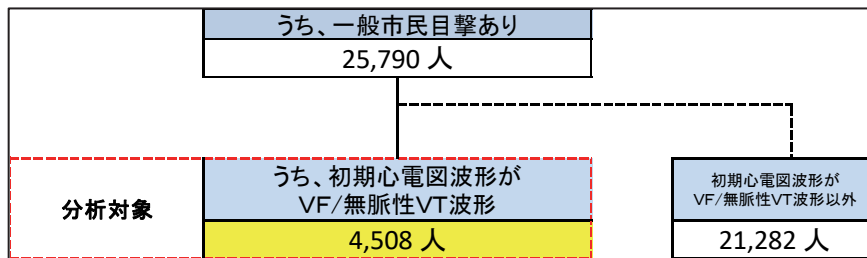 うち、一般市民目撃あり
25,790 人
分析対象
うち、初期心電図波形が
VF/無脈性VT波形
4,508 人
初期心電図波形が
VF/無脈性VT波形以外
21,282 人